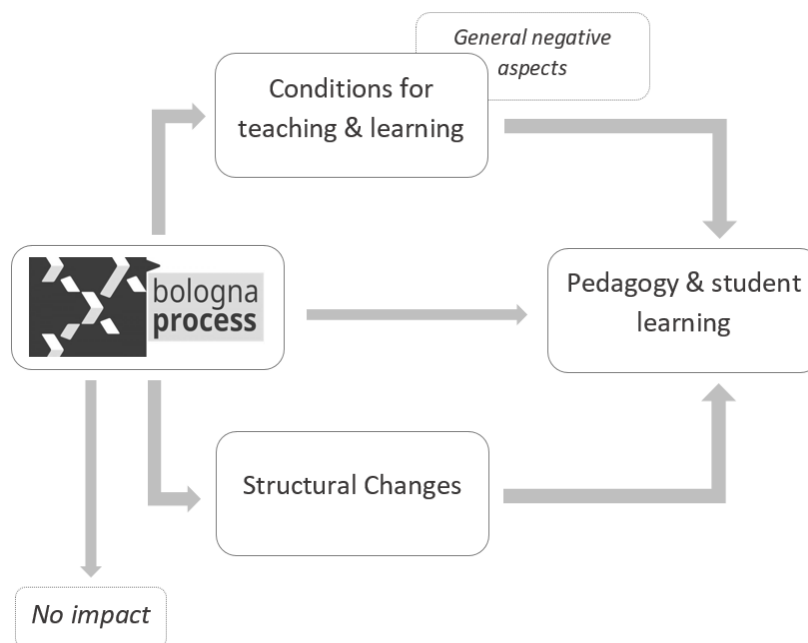 General negative
aspects
Conditions for
teaching & learning
bologna
process
Pedagogy & student
learning
Structural Changes
No impact